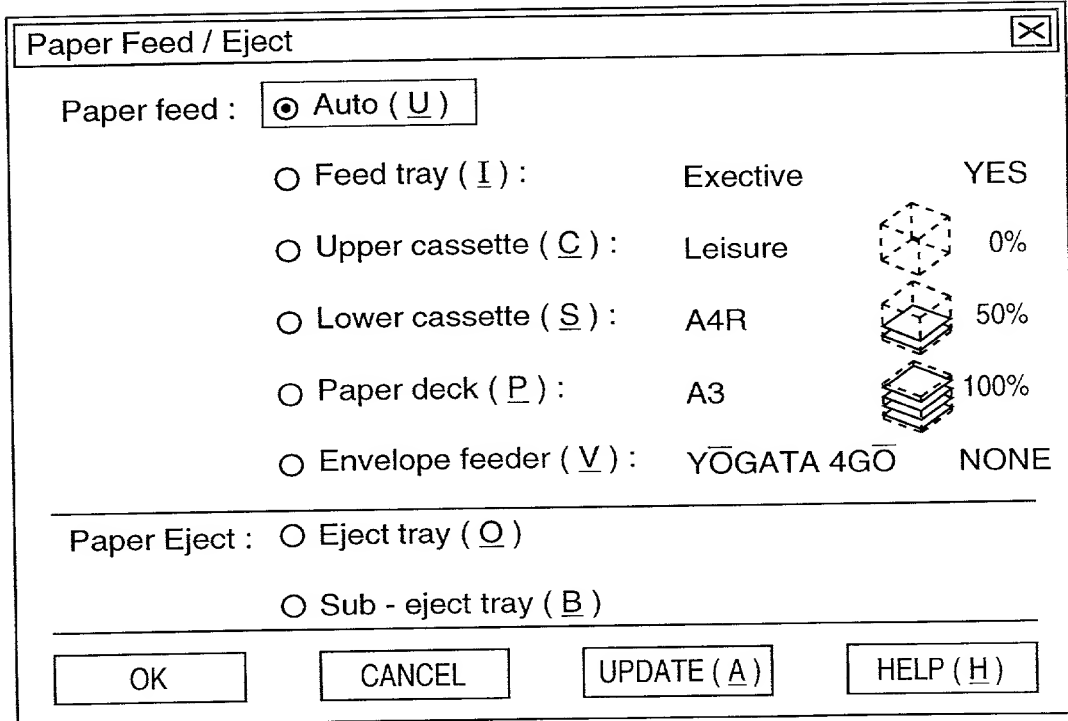 Paper Feed / Eject
Paper feed : Auto ( U )
Feed tray ( I ) : Exective YES
Upper cassette ( C ) : Leisure 0%
Lower cassette ( S ) : A4R 50%
Paper deck ( P ) : A3 100%
Envelope feeder ( V ) : YŌGATA 4GŌ NONE
Paper Eject : Eject tray ( O )
Sub - eject tray ( B )
OK CANCEL UPDATE ( A ) HELP ( H )